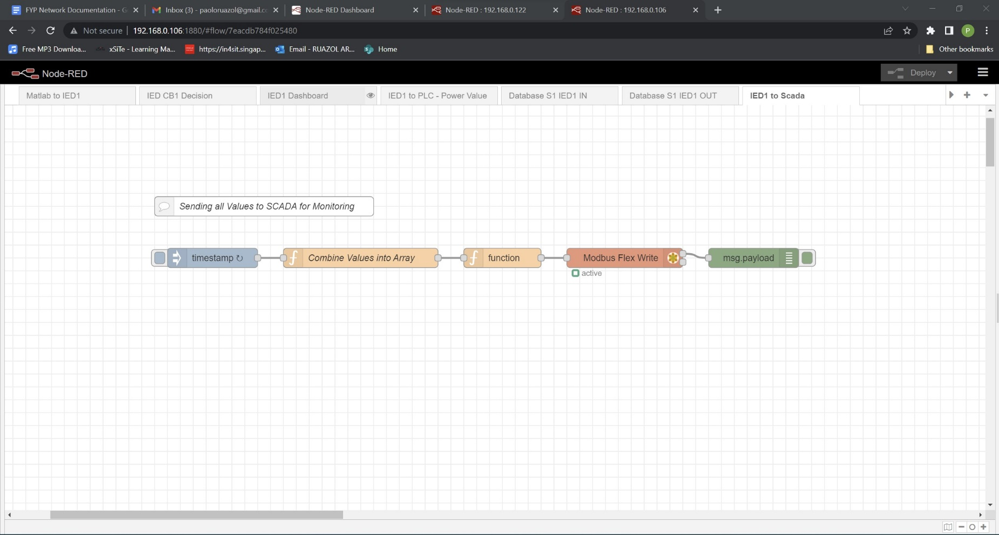 FYP Network Documentation - G
Inbox (3) - paoloruazol@gmail.co
Node-RED Dashboard
Node-RED : 192.168.0.122
Node-RED : 192.168.0.106
Not secure
192.168.0.106:1880/#flow/7eacdb784f025480
P
Free MP3 Downloa...
xSiTe - Learning Ma...
https://in4sit.singap...
Email - RUAZOL AR...
Home
Other bookmarks
Node-RED
Deploy
Matlab to IED1
IED CB1 Decision
IED1 Dashboard
IED1 to PLC - Power Value
Database S1 IED1 IN
Database S1 IED1 OUT
IED1 to Scada
Sending all Values to SCADA for Monitoring
timestamp ↻
Combine Values into Array
function
Modbus Flex Write
msg.payload
active